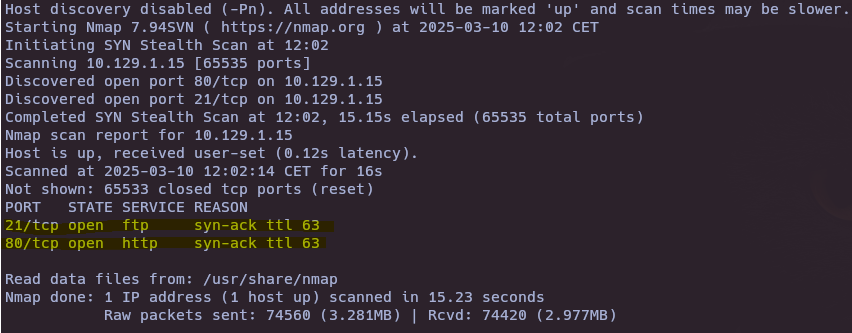 Host discovery disabled (-Pn). All addresses will be marked 'up' and scan times may be slower.
Starting Nmap 7.94SVN ( https://nmap.org ) at 2025-03-10 12:02 CET
Initiating SYN Stealth Scan at 12:02
Scanning 10.129.1.15 [65535 ports]
Discovered open port 80/tcp on 10.129.1.15
Discovered open port 21/tcp on 10.129.1.15
Completed SYN Stealth Scan at 12:02, 15.15s elapsed (65535 total ports)
Nmap scan report for 10.129.1.15
Host is up, received user-set (0.12s latency).
Scanned at 2025-03-10 12:02:14 CET for 16s
Not shown: 65533 closed tcp ports (reset)
PORT   STATE SERVICE REASON
21/tcp open  ftp     syn-ack ttl 63
80/tcp open  http    syn-ack ttl 63
Read data files from: /usr/share/nmap
Nmap done: 1 IP address (1 host up) scanned in 15.23 seconds
           Raw packets sent: 74560 (3.281MB) | Rcvd: 74420 (2.977MB)